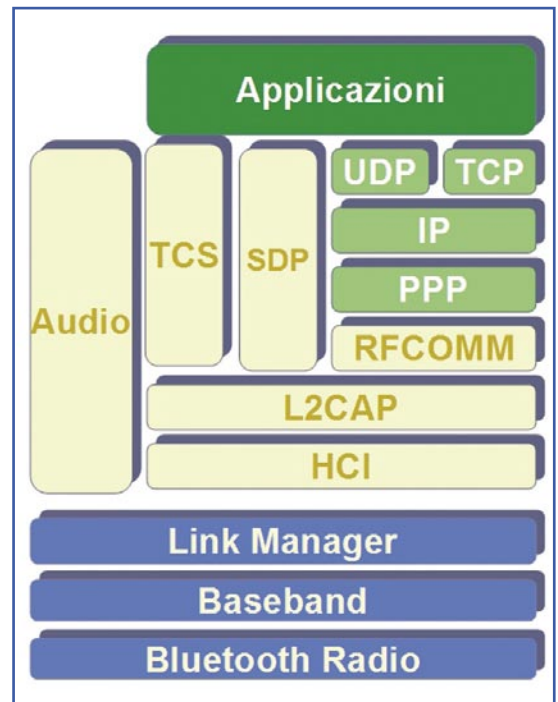 Applicazioni
UDP TCP
TCS
SDP
IP
PPP
Audio
RFCOMM
L2CAP
HCI
Link Manager
Baseband
Bluetooth Radio